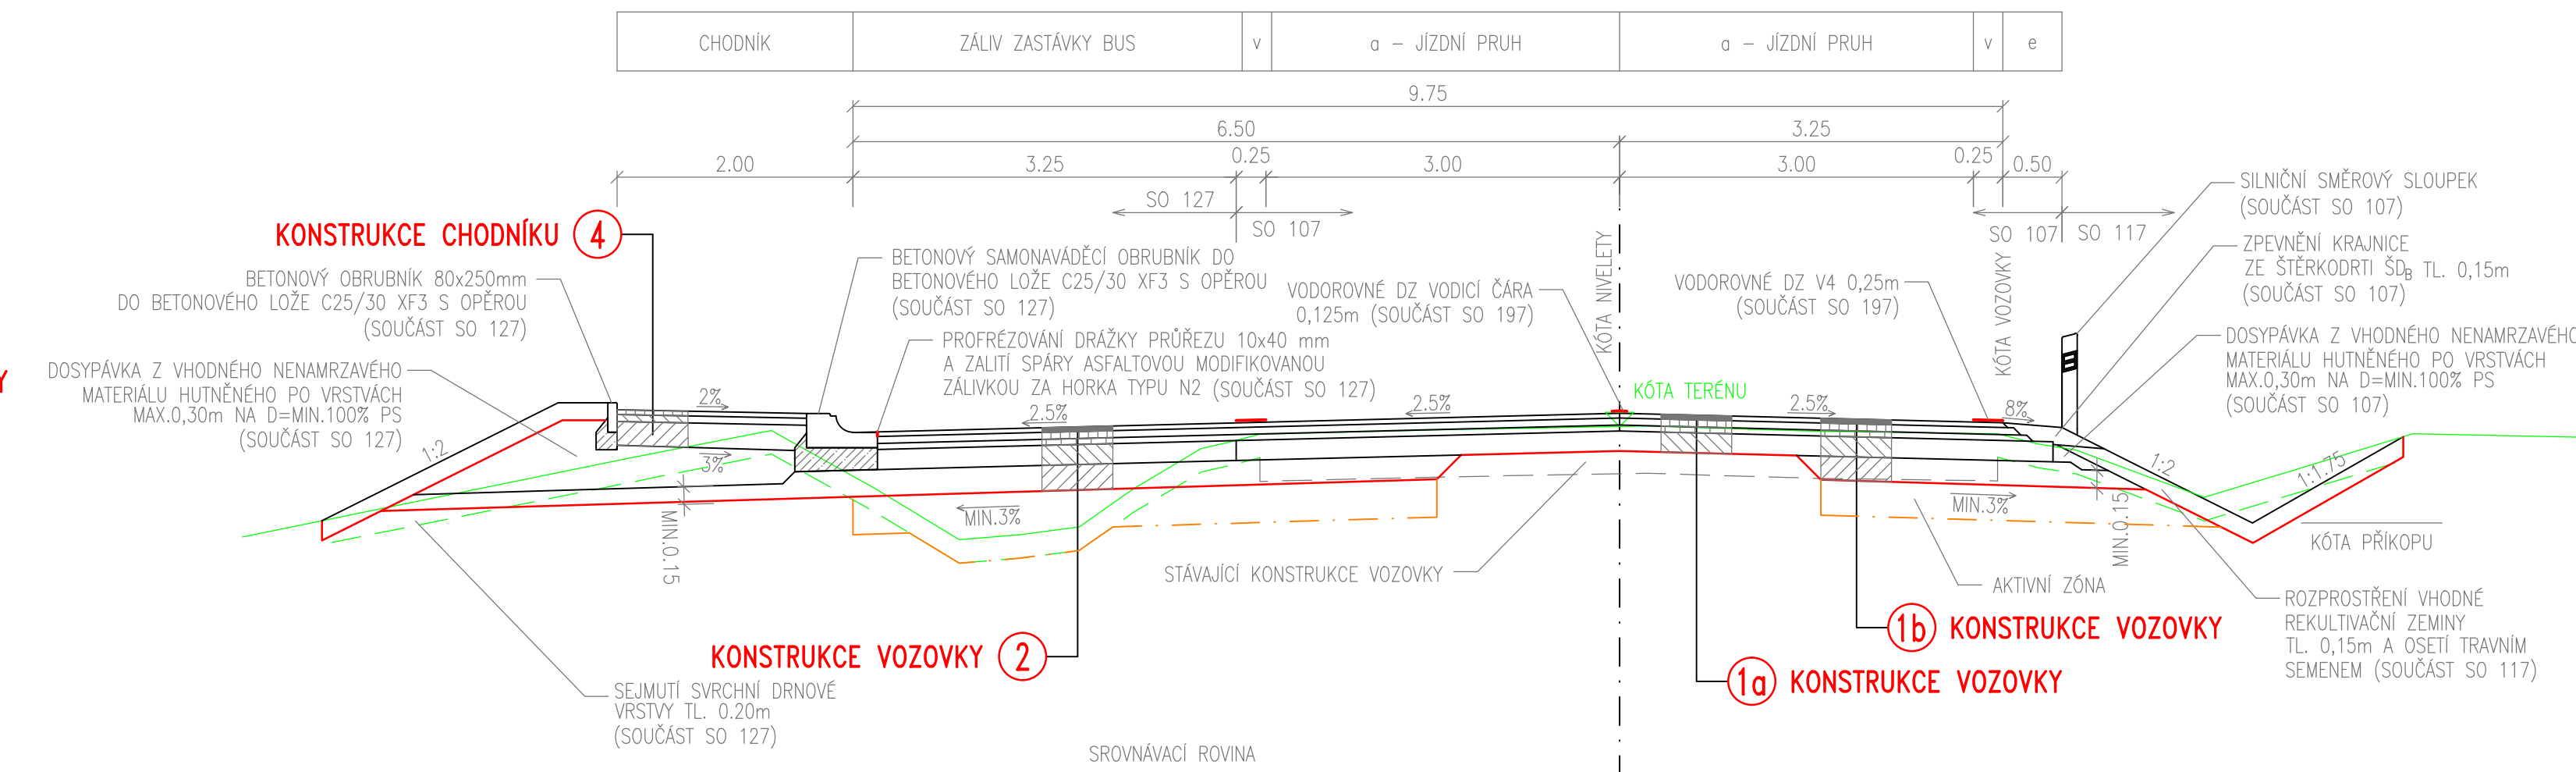 CHODNÍK
ZÁLIV ZASTÁVKY BUS
v
a – JÍZDNÍ PRUH
a – JÍZDNÍ PRUH
v
e
9.75
6.50
3.25
2.00
3.25
0.25
3.00
3.00
0.25
0.50
SO 127
SO 107
SO 107
SO 117
KONSTRUKCE CHODNÍKU 4
BETONOVÝ OBRUBNÍK 80x250mm
DO BETONOVÉHO LOŽE C25/30 XF3 S OPĚROU
(SOUČÁST SO 127)
DOSYPÁVKA Z VHODNÉHO NENAMRZAVÉHO
MATERIÁLU HUTNĚNÉHO PO VRSTVÁCH
MAX.0,30m NA D=MIN.100% PS
(SOUČÁST SO 127)
Y
BETONOVÝ SAMONAVÁDĚCÍ OBRUBNÍK DO
BETONOVÉHO LOŽE C25/30 XF3 S OPĚROU
(SOUČÁST SO 127)
PROFRÉZOVÁNÍ DRÁŽKY PRŮŘEZU 10x40 mm
A ZALITÍ SPÁRY ASFALTOVOU MODIFIKOVANOU
ZÁLIVKOU ZA HORKA TYPU N2 (SOUČÁST SO 127)
VODOROVNÉ DZ VODICÍ ČÁRA
0,125m (SOUČÁST SO 197)
KÓTA NIVELETY
KÓTA TERÉNU
VODOROVNÉ DZ V4 0,25m
(SOUČÁST SO 197)
KÓTA VOZOVKY
SILNIČNÍ SMĚROVÝ SLOUPEK
(SOUČÁST SO 107)
ZPEVNĚNÍ KRAJNICE
ZE ŠTĚRKODRTI ŠDB TL. 0,15m
(SOUČÁST SO 107)
DOSYPÁVKA Z VHODNÉHO NENAMRZAVÉHO
MATERIÁLU HUTNĚNÉHO PO VRSTVÁCH
MAX.0,30m NA D=MIN.100% PS
(SOUČÁST SO 107)
1:2
2%
3%
2.5%
2.5%
2.5%
8%
1:2
1:1.75
MIN.0.15
MIN.3%
MIN.3%
MIN.0.15
KÓTA PŘÍKOPU
STÁVAJÍCÍ KONSTRUKCE VOZOVKY
AKTIVNÍ ZÓNA
ROZPROSTŘENÍ VHODNÉ
REKULTIVAČNÍ ZEMINY
TL. 0,15m A OSETÍ TRAVNÍM
SEMENEM (SOUČÁST SO 117)
KONSTRUKCE VOZOVKY 2
1b KONSTRUKCE VOZOVKY
1a KONSTRUKCE VOZOVKY
SEJMUTÍ SVRCHNÍ DRNOVÉ
VRSTVY TL. 0.20m
(SOUČÁST SO 127)
SROVNÁVACÍ ROVINA